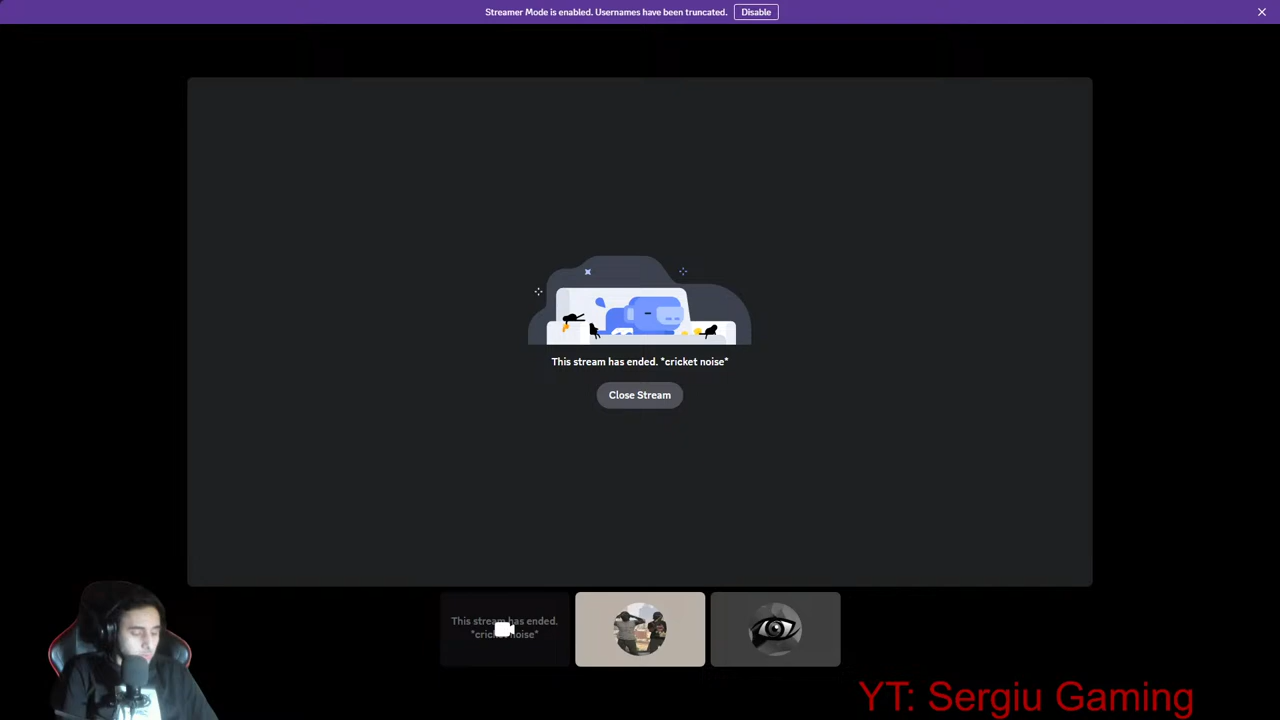 Streamer Mode is enabled. Usernames have been truncated. Disable
This stream has ended. *cricket noise*
Close Stream
This stream has ended.
*cricket noise*
YT: Sergiu Gaming